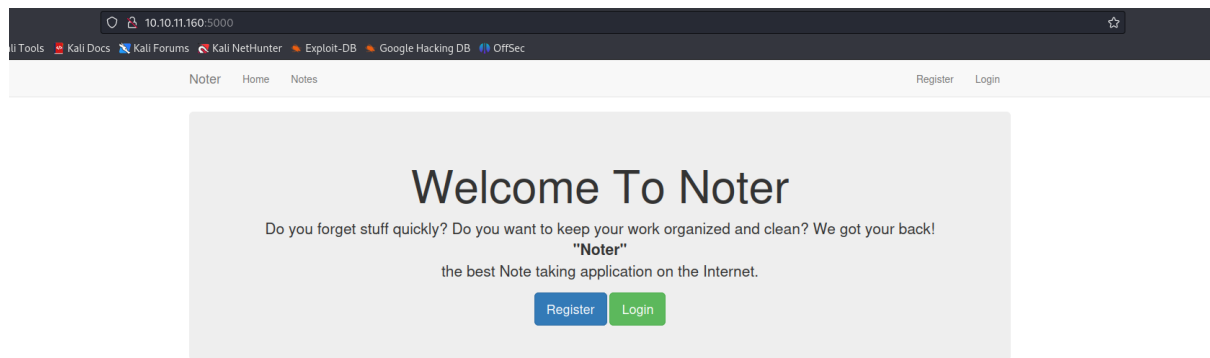 10.10.11.160:5000
ali Tools Kali Docs Kali Forums Kali NetHunter Exploit-DB Google Hacking DB OffSec
Noter Home Notes Register Login
Welcome To Noter
Do you forget stuff quickly? Do you want to keep your work organized and clean? We got your back!
"Noter"
the best Note taking application on the Internet.
Register Login